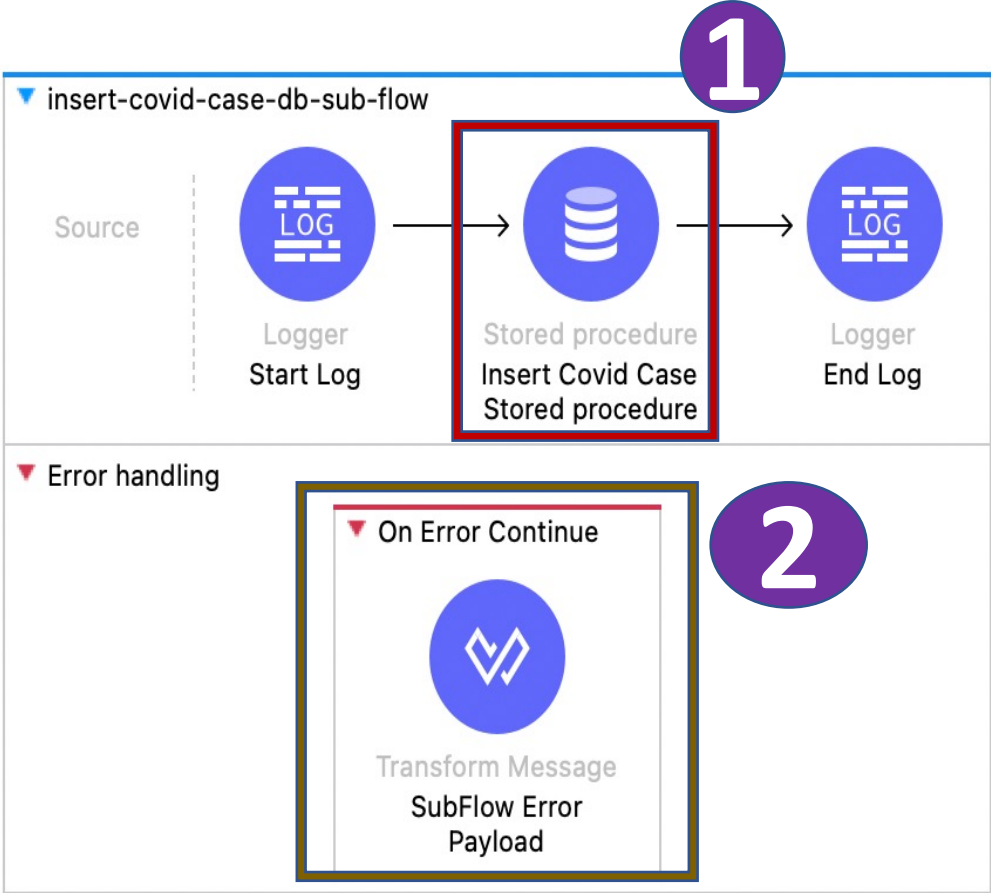 1
insert-covid-case-db-sub-flow
Source
LOG
LOG
Logger
Stored procedure
Logger
Start Log
Insert Covid Case
Stored procedure
End Log
Error handling
2
On Error Continue
Transform Message
SubFlow Error
Payload